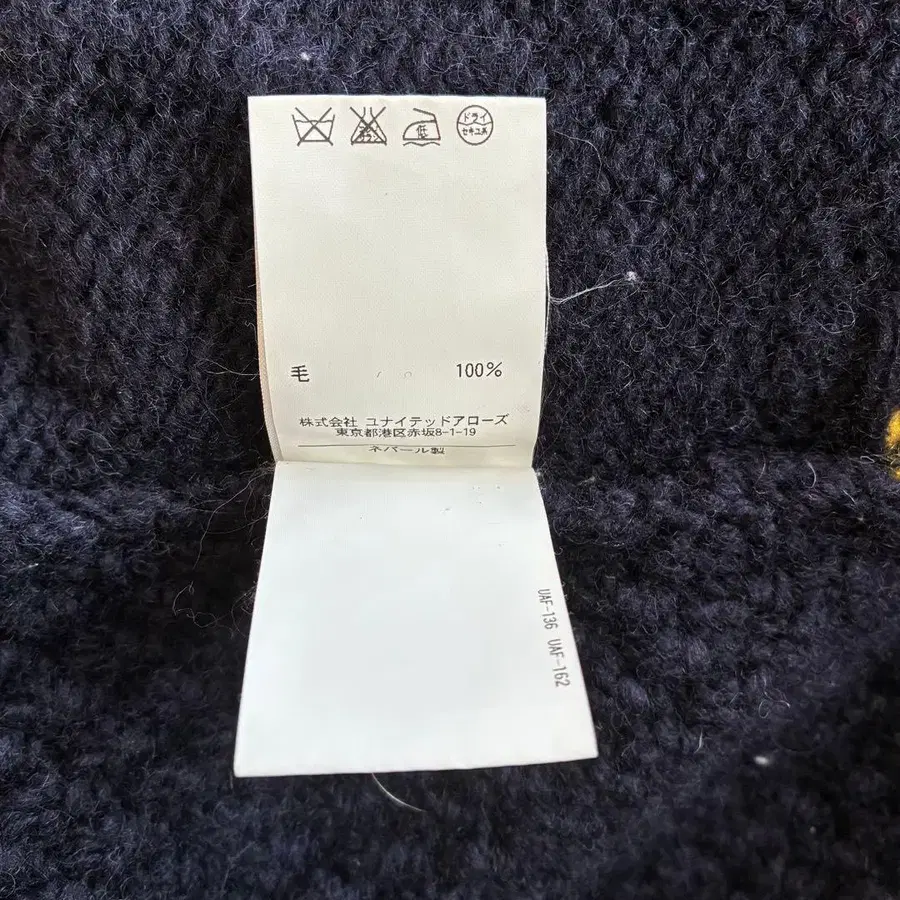 低
ドライ
セキユ系
毛 100%
株式会社 ユナイテッドアローズ
東京都港区赤坂8-1-19
ネパール製
UAF-136 UAF-162